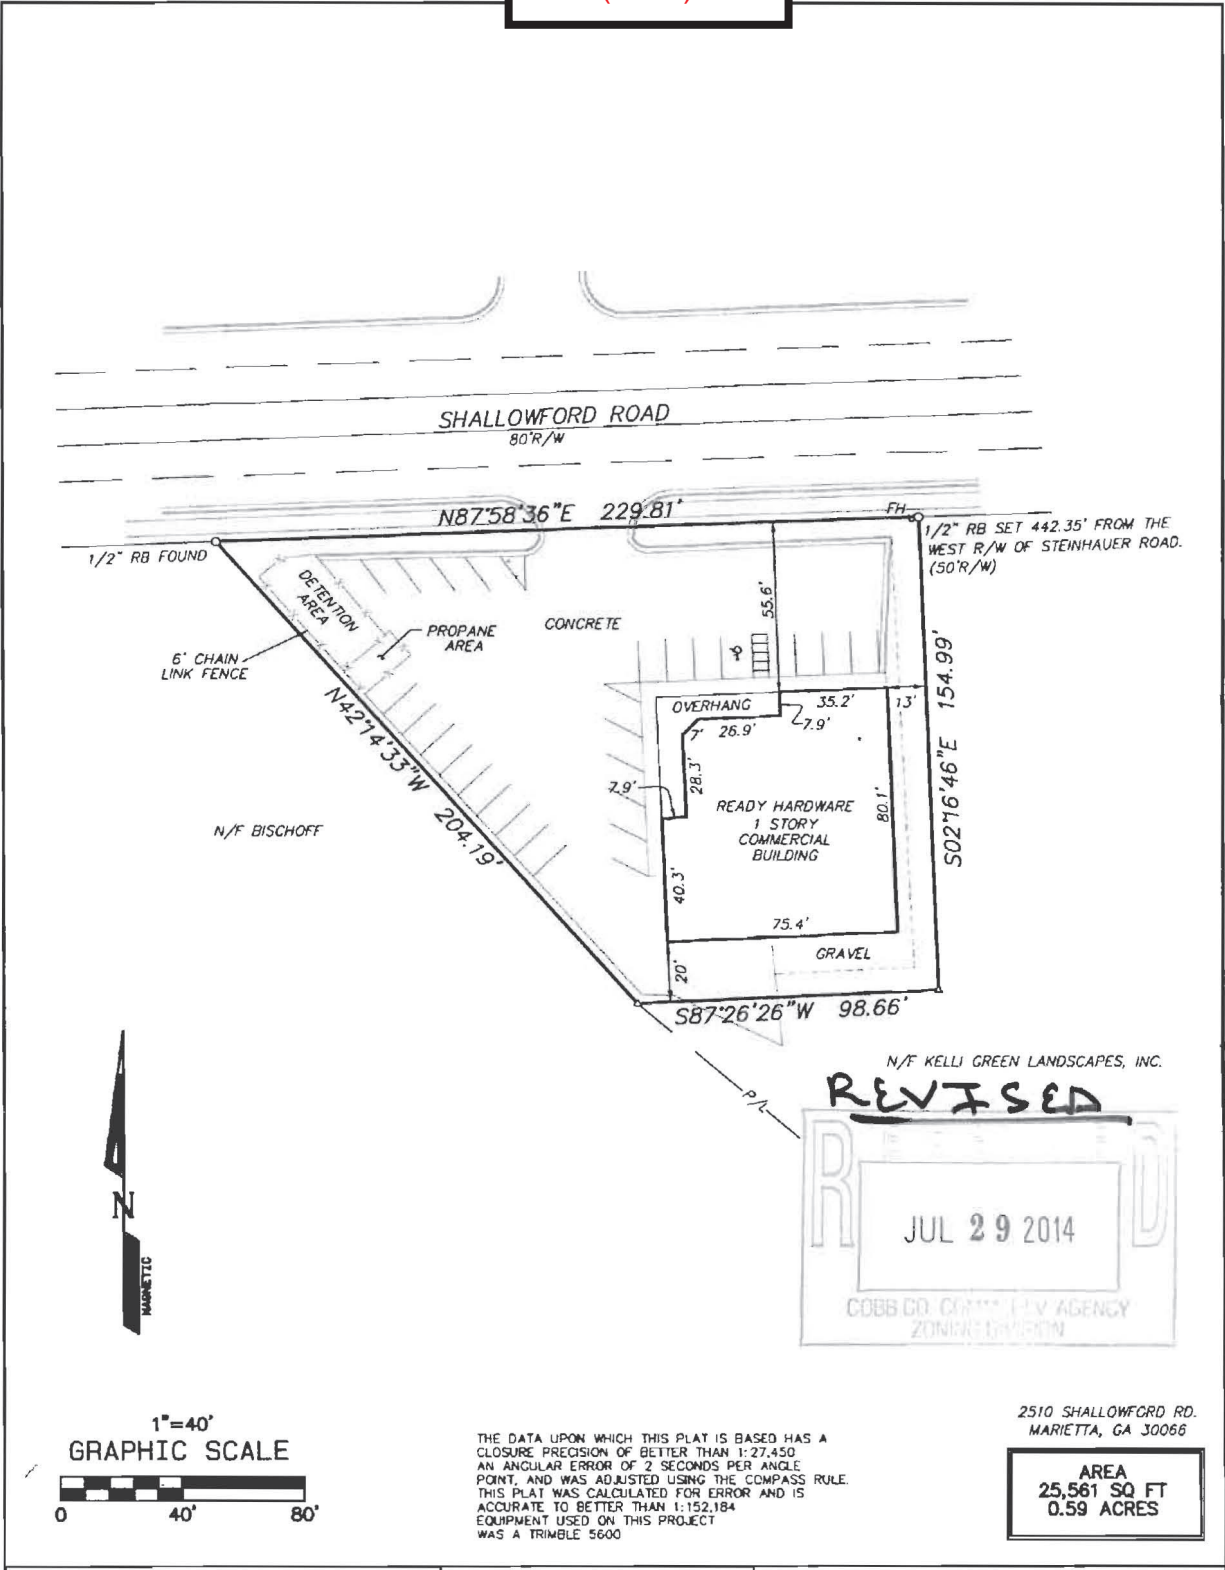 SHALLOWFORD ROAD
80'R/W
N87°58'36"E 229.81'
FH
1/2" RB FOUND
1/2" RB SET 442.35' FROM THE
WEST R/W OF STEINHAUER ROAD.
(50'R/W)
DETENTION
AREA
PROPANE
AREA
CONCRETE
55.6'
6' CHAIN
LINK FENCE
N42°14'33"W 204.19'
N/F BISCHOFF
OVERHANG
35.2'
13'
7'
26.9'
7.9'
28.3'
7.9'
READY HARDWARE
1 STORY
COMMERCIAL
BUILDING
80.1'
S02°16'46"E 154.99'
40.3'
75.4'
GRAVEL
20'
S87°26'26"W 98.66'
P/L
N/F KELLI GREEN LANDSCAPES, INC.
REVISED
JUL 29 2014
COBB CO. AGENCY
ZONING DIVISION
N
MAGNETIC
1"=40'
GRAPHIC SCALE
0 40' 80'
THE DATA UPON WHICH THIS PLAT IS BASED HAS A
CLOSURE PRECISION OF BETTER THAN 1:27,450
AN ANGULAR ERROR OF 2 SECONDS PER ANGLE
POINT, AND WAS ADJUSTED USING THE COMPASS RULE.
THIS PLAT WAS CALCULATED FOR ERROR AND IS
ACCURATE TO BETTER THAN 1:152,184
EQUIPMENT USED ON THIS PROJECT
WAS A TRIMBLE 5600
2510 SHALLOWFORD RD.
MARIETTA, GA 30066
AREA
25,561 SQ FT
0.59 ACRES